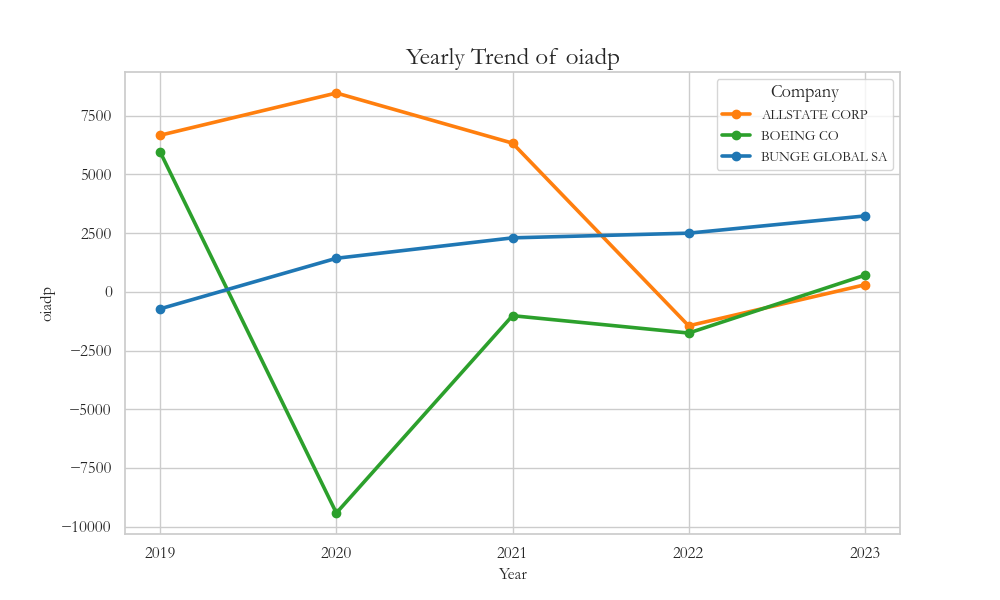 Yearly Trend of oiadp
Company
ALLSTATE CORP
BOEING CO
BUNGE GLOBAL SA
7500
5000
2500
0
−2500
−5000
−7500
−10000
oiadp
2019 2020 2021 2022 2023
Year